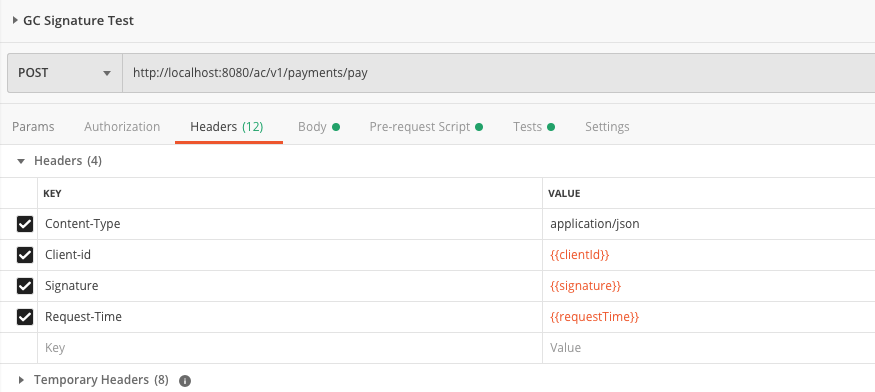 GC Signature Test
POST http://localhost:8080/ac/v1/payments/pay
Params Authorization Headers (12) Body Pre-request Script Tests Settings
Headers (4)
KEY VALUE
Content-Type application/json
Client-id {{clientId}}
Signature {{signature}}
Request-Time {{requestTime}}
Key Value
Temporary Headers (8) i